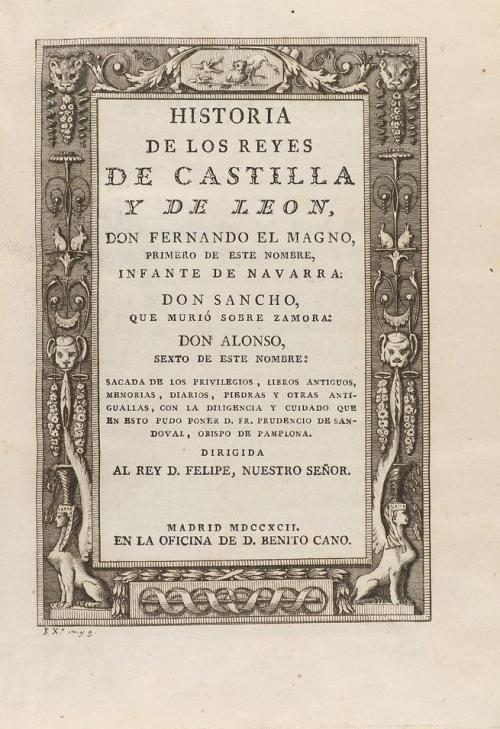 HISTORIA
DE LOS REYES
DE CASTILLA
Y DE LEON,
DON FERNANDO EL MAGNO,
PRIMERO DE ESTE NOMBRE,
INFANTE DE NAVARRA:
DON SANCHO,
QUE MURIÓ SOBRE ZAMORA:
DON ALONSO,
SEXTO DE ESTE NOMBRE:
SACADA DE LOS PRIVILEGIOS, LIBROS ANTIGUOS,
MEMORIAS, DIARIOS, PIEDRAS Y OTRAS ANTI-
GUALLAS, CON LA DILIGENCIA Y CUIDADO QUE
EN ESTO PUDO PONER D. FR. PRUDENCIO DE SAN-
DOVAL, OBISPO DE PAMPLONA.
DIRIGIDA
AL REY D. FELIPE, NUESTRO SEÑOR.
MADRID MDCCXCII.
EN LA OFICINA DE D. BENITO CANO.
J. X.º in. y g.